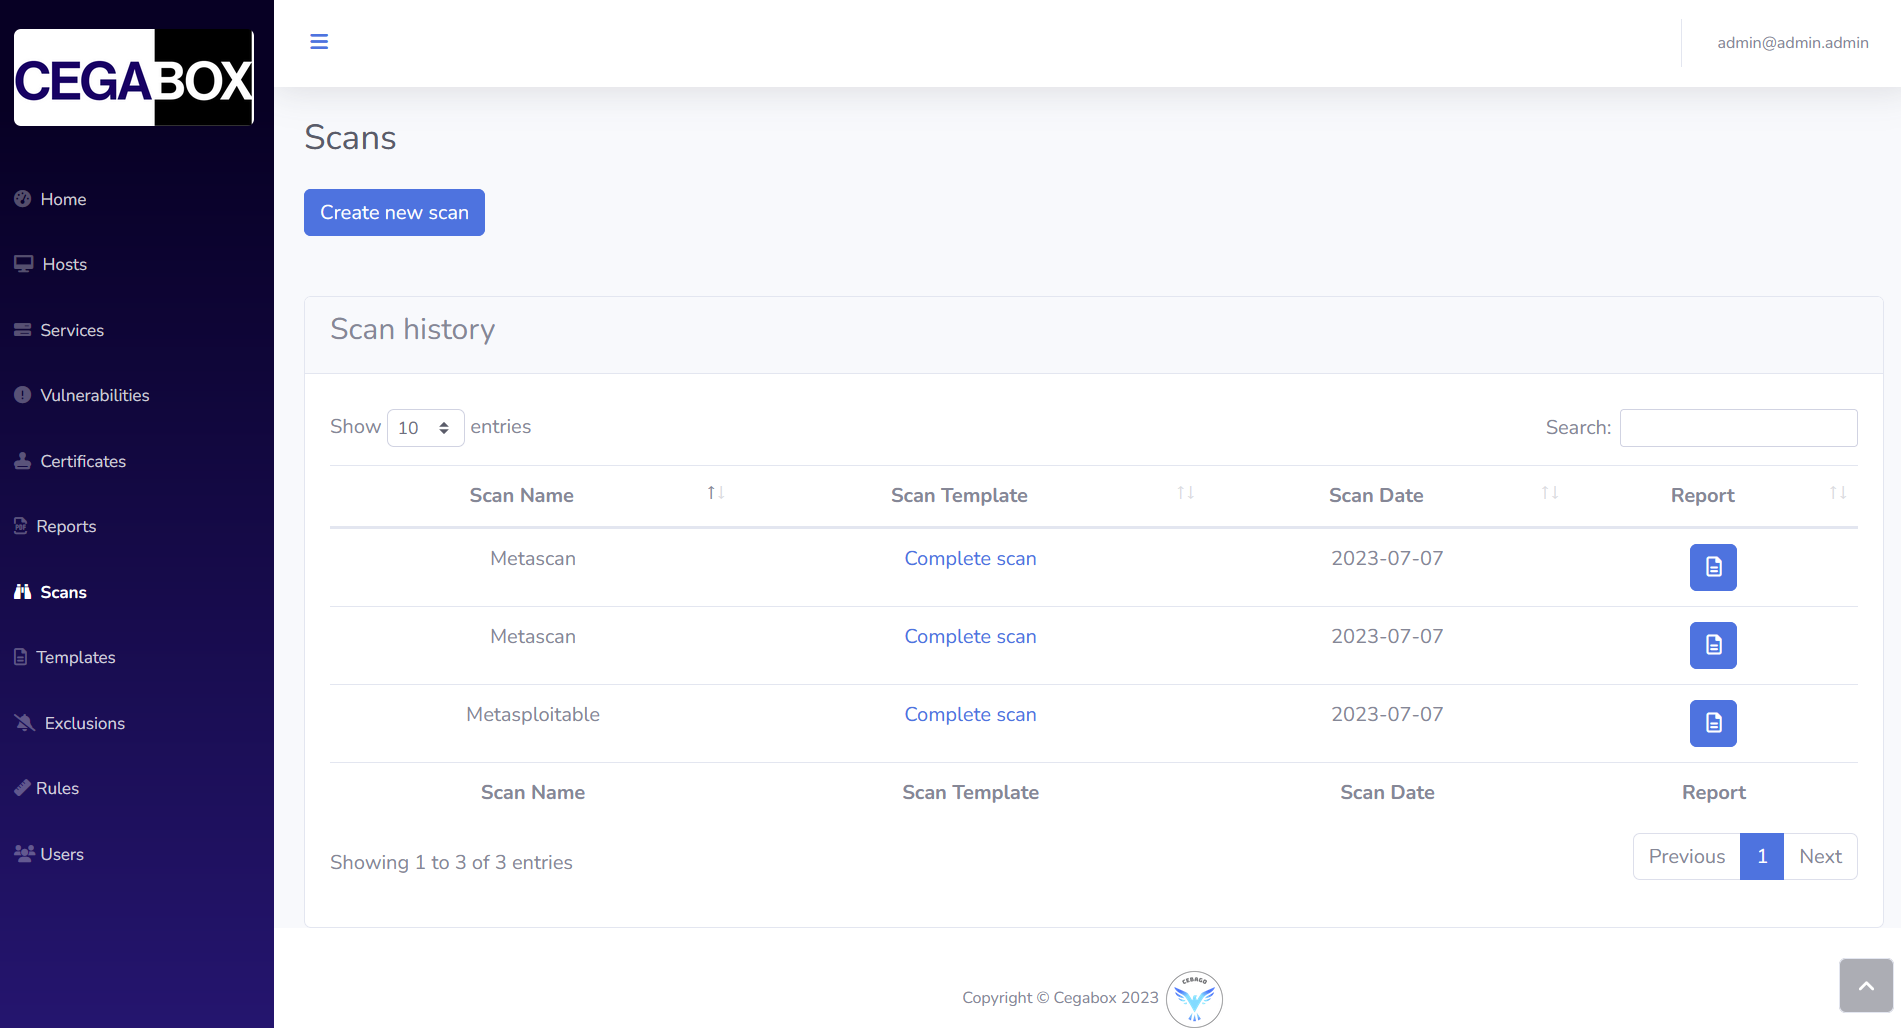 CEGABOX
admin@admin.admin
Home
Hosts
Services
Vulnerabilities
Certificates
PDF Reports
Scans
Templates
Exclusions
Rules
Users
Scans
Create new scan
Scan history
Show 10 entries
Search:
Scan Name Scan Template Scan Date Report
Metascan Complete scan 2023-07-07
Metascan Complete scan 2023-07-07
Metasploitable Complete scan 2023-07-07
Scan Name Scan Template Scan Date Report
Showing 1 to 3 of 3 entries
Previous 1 Next
Copyright © Cegabox 2023
CEBAGO